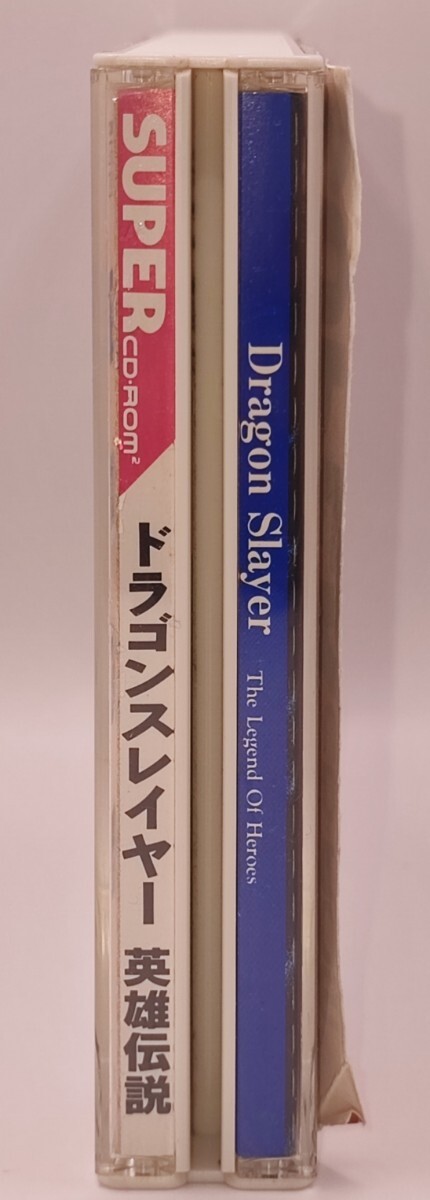 SUPER
CD-ROM²
ドラゴンスレイヤー 英雄伝説
Dragon Slayer The Legend Of Heroes